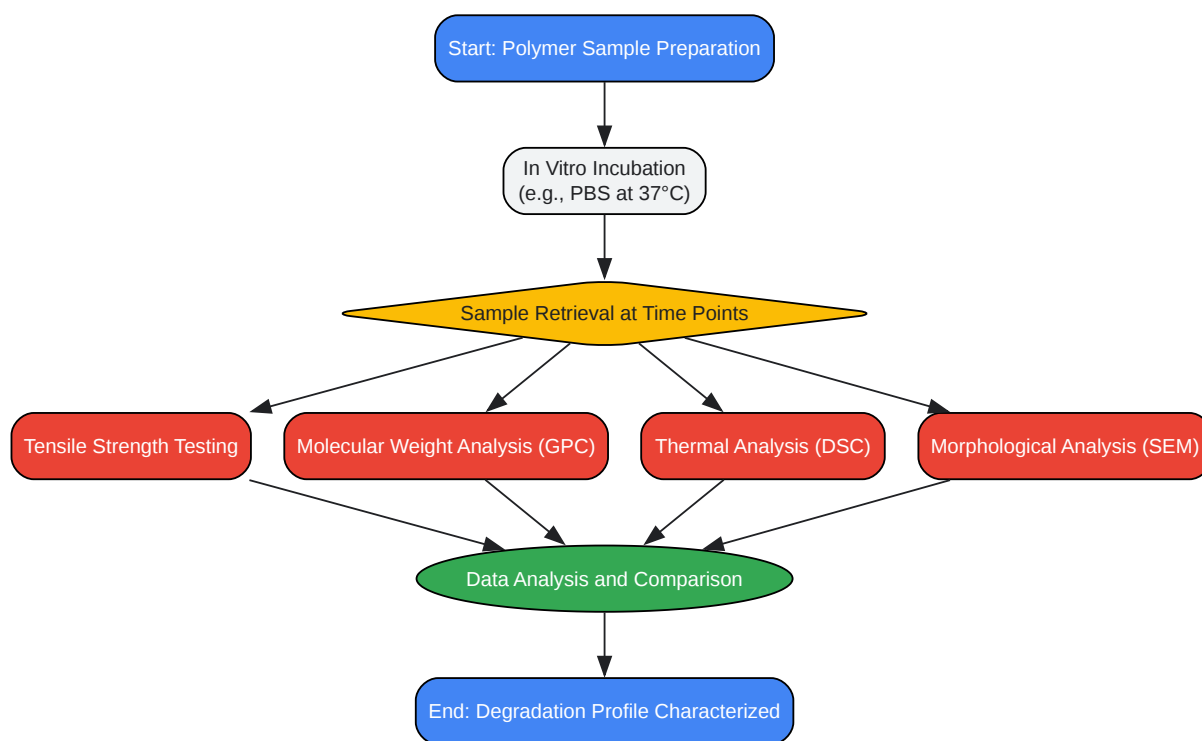 Start: Polymer Sample Preparation
In Vitro Incubation
(e.g., PBS at 37°C)
Sample Retrieval at Time Points
Tensile Strength Testing
Molecular Weight Analysis (GPC)
Thermal Analysis (DSC)
Morphological Analysis (SEM)
Data Analysis and Comparison
End: Degradation Profile Characterized